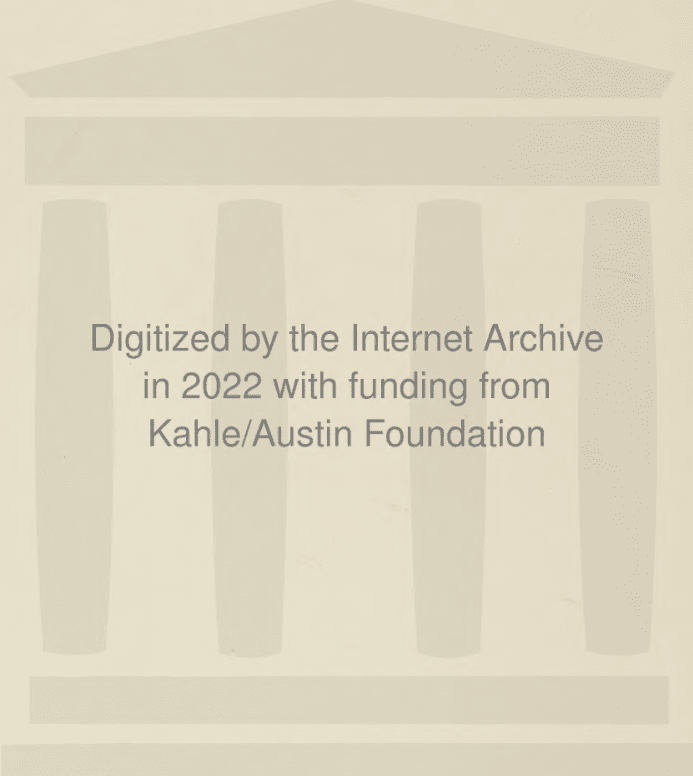 Digitized by the Internet Archive
in 2022 with funding from
Kahle/Austin Foundation